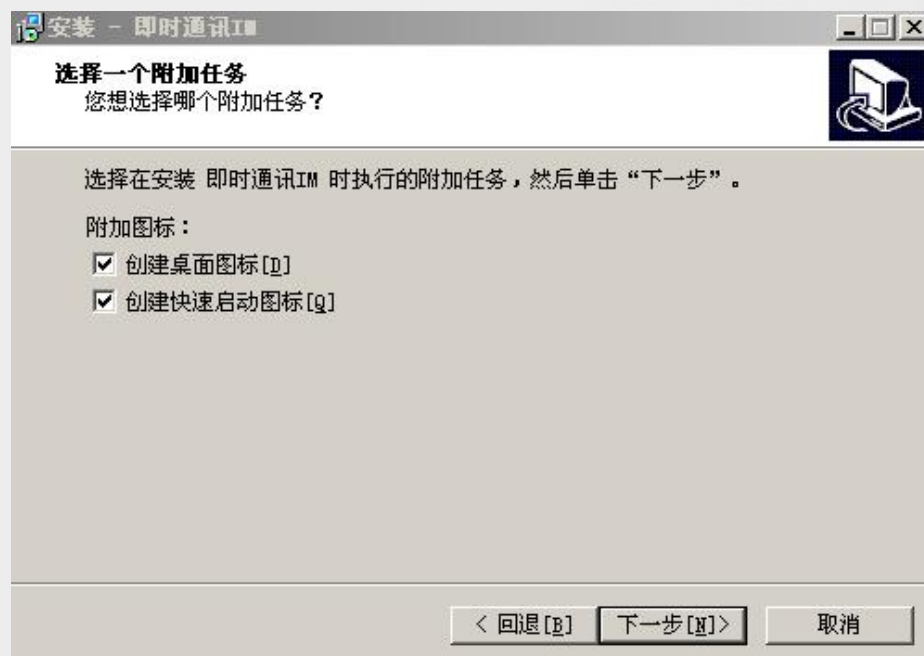 安装 - 即时通讯IM
选择一个附加任务
您想选择哪个附加任务？
选择在安装 即时通讯IM 时执行的附加任务，然后单击“下一步”。
附加图标：
创建桌面图标[D]
创建快速启动图标[Q]
< 回退[B]
下一步[N]>
取消